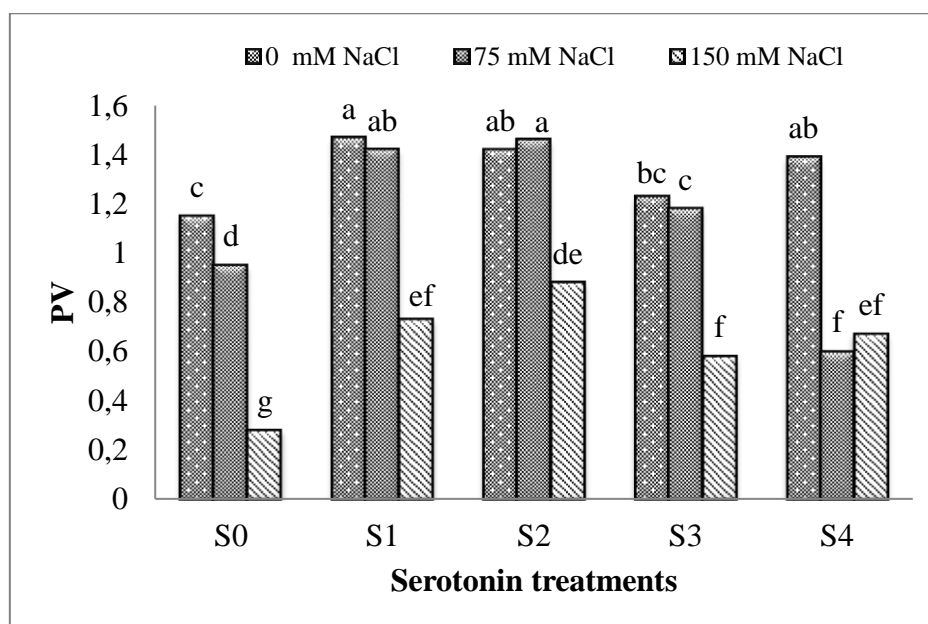 0 mM NaCl 75 mM NaCl 150 mM NaCl
1,6
1,4
1,2
1
0,8
0,6
0,4
0,2
0
PV
c d g
a ab ef
ab a de
bc c f
ab f ef
S0 S1 S2 S3 S4
Serotonin treatments